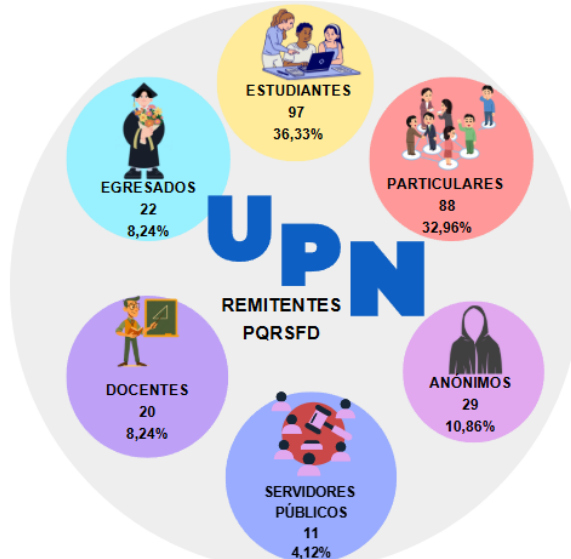 ESTUDIANTES
97
36,33%
EGRESADOS
22
8,24%
PARTICULARES
88
32,96%
UPN
REMITENTES
PQRSFD
DOCENTES
20
8,24%
ANÓNIMOS
29
10,86%
SERVIDORES
PÚBLICOS
11
4,12%